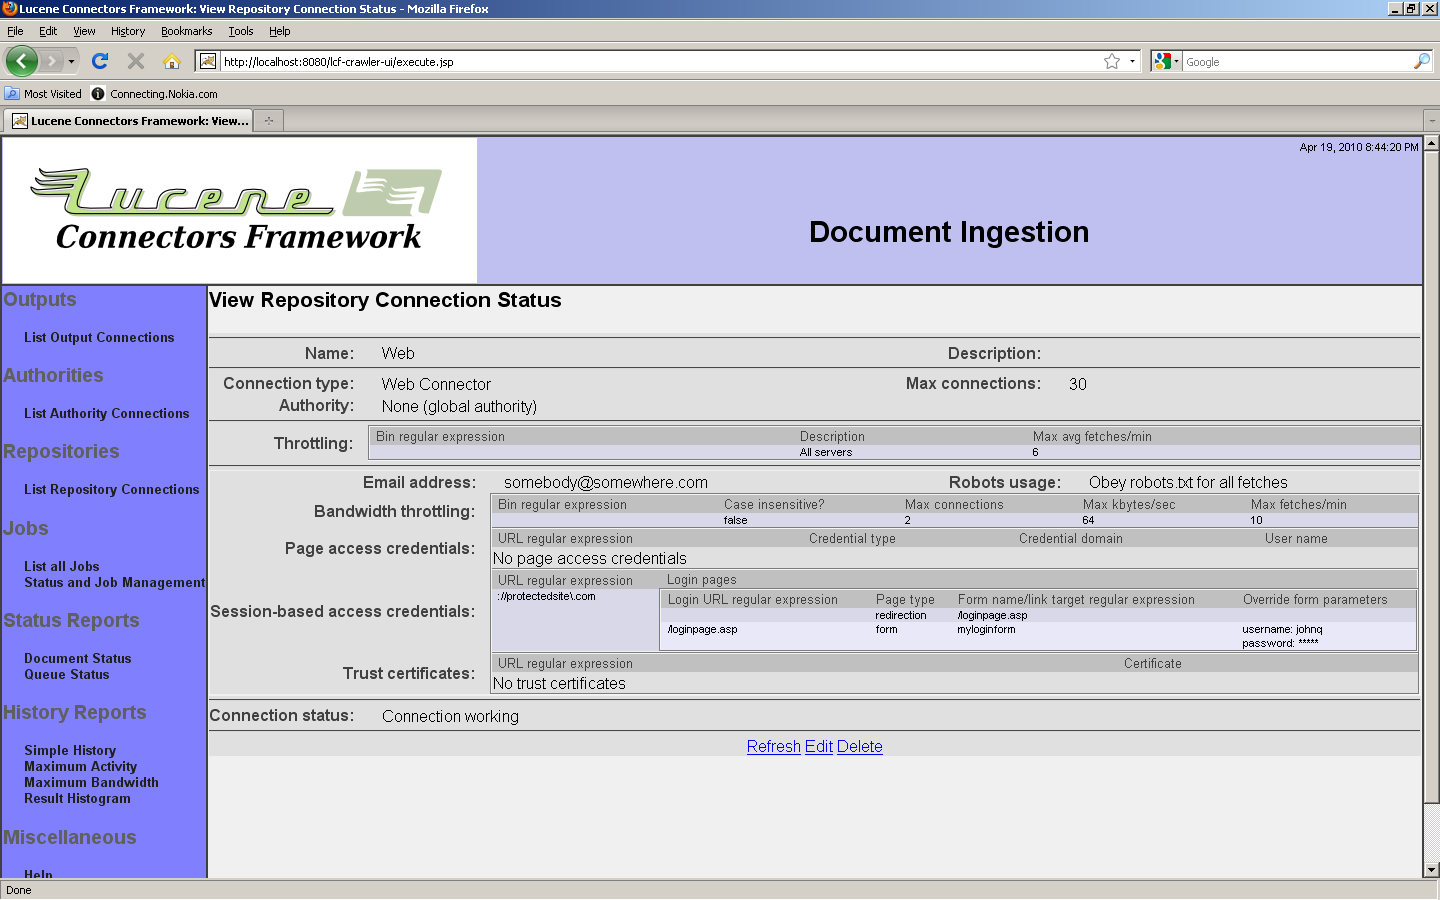 Lucene Connectors Framework: View Repository Connection Status - Mozilla Firefox
File Edit View History Bookmarks Tools Help
http://localhost:8080/lcf-crawler-ui/execute.jsp
Google
Most Visited Connecting.Nokia.com
Lucene Connectors Framework: View...
Apr 19, 2010 8:44:20 PM
Lucene
Connectors Framework
Document Ingestion
Outputs
List Output Connections
Authorities
List Authority Connections
Repositories
List Repository Connections
Jobs
List all Jobs
Status and Job Management
Status Reports
Document Status
Queue Status
History Reports
Simple History
Maximum Activity
Maximum Bandwidth
Result Histogram
Miscellaneous
Help
View Repository Connection Status
Name: Web Description:
Connection type: Web Connector Max connections: 30
Authority: None (global authority)
Throttling: Bin regular expression Description Max avg fetches/min
All servers 6
Email address: somebody@somewhere.com Robots usage: Obey robots.txt for all fetches
Bandwidth throttling: Bin regular expression Case insensitive? Max connections Max kbytes/sec Max fetches/min
false 2 64 10
Page access credentials: URL regular expression Credential type Credential domain User name
No page access credentials
Session-based access credentials: URL regular expression Login pages
://protectedsite\.com Login URL regular expression Page type Form name/link target regular expression Override form parameters
redirection /loginpage.asp
/loginpage.asp form myloginform username: johnq
password: *****
Trust certificates: URL regular expression Certificate
No trust certificates
Connection status: Connection working
Refresh Edit Delete
Done